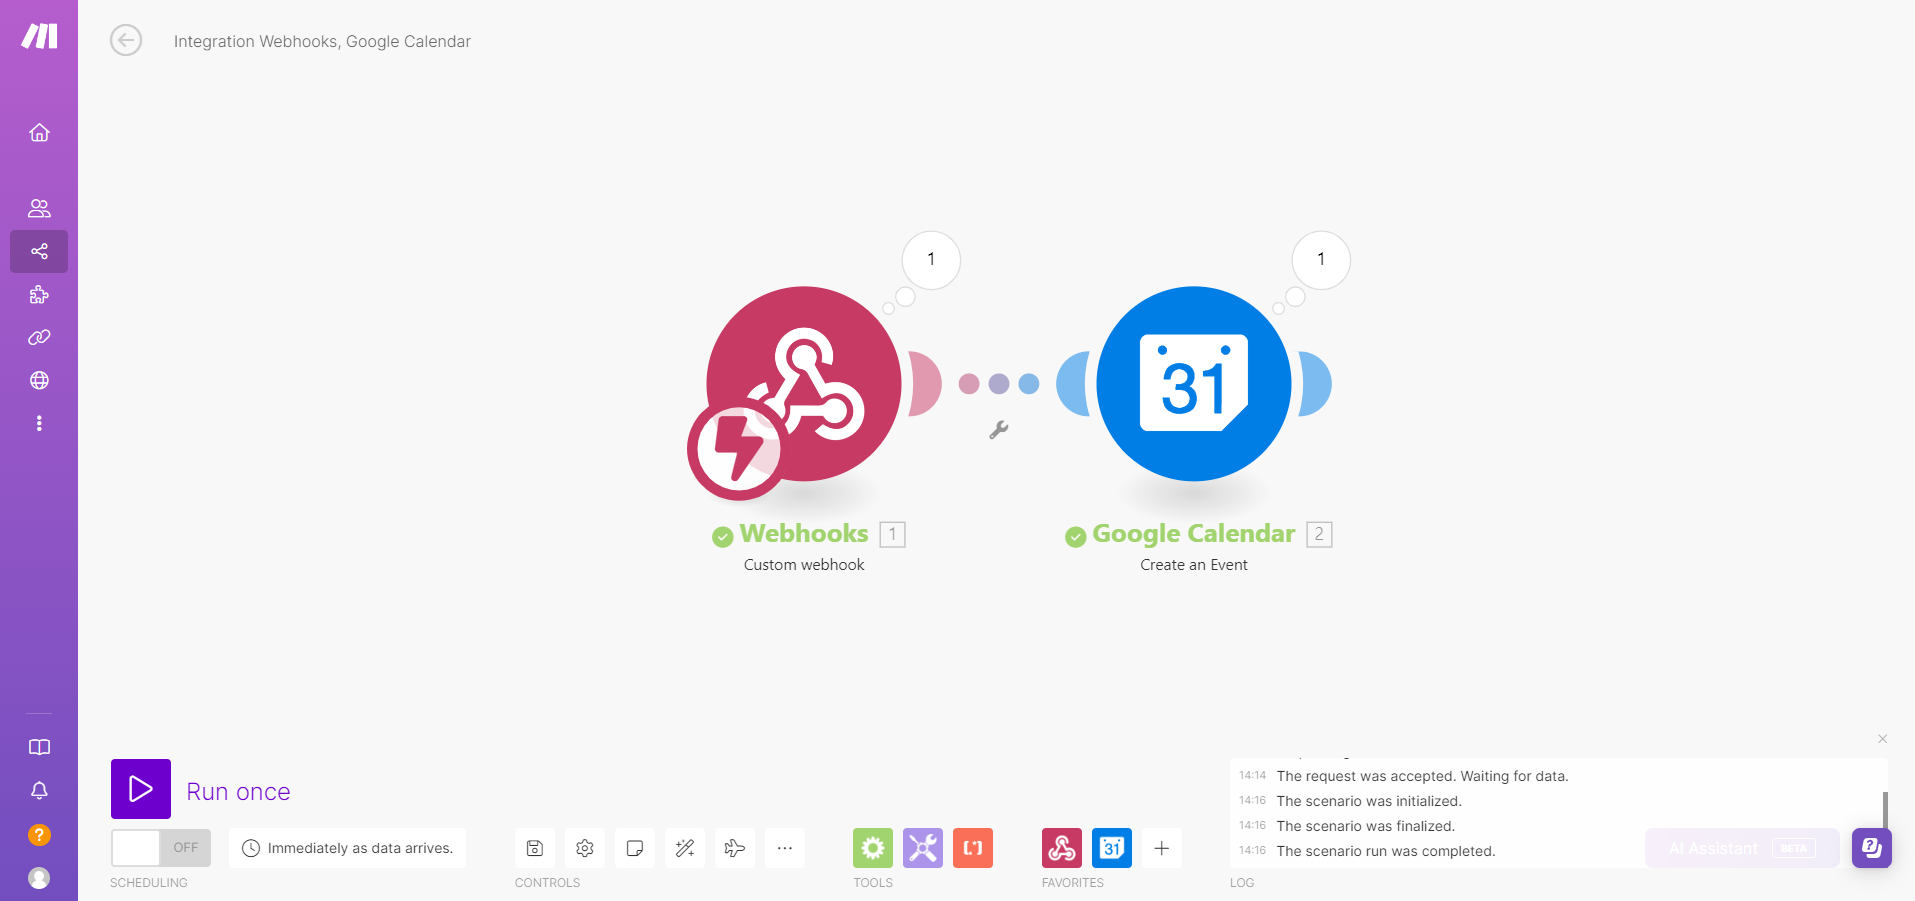 Integration Webhooks, Google Calendar
1
1
31
Webhooks 1
Custom webhook
Google Calendar 2
Create an Event
Run once
OFF
Immediately as data arrives.
SCHEDULING
CONTROLS
TOOLS
31
FAVORITES
14:14 The request was accepted. Waiting for data.
14:16 The scenario was initialized.
14:16 The scenario was finalized.
14:16 The scenario run was completed.
AI Assistant BETA
LOG